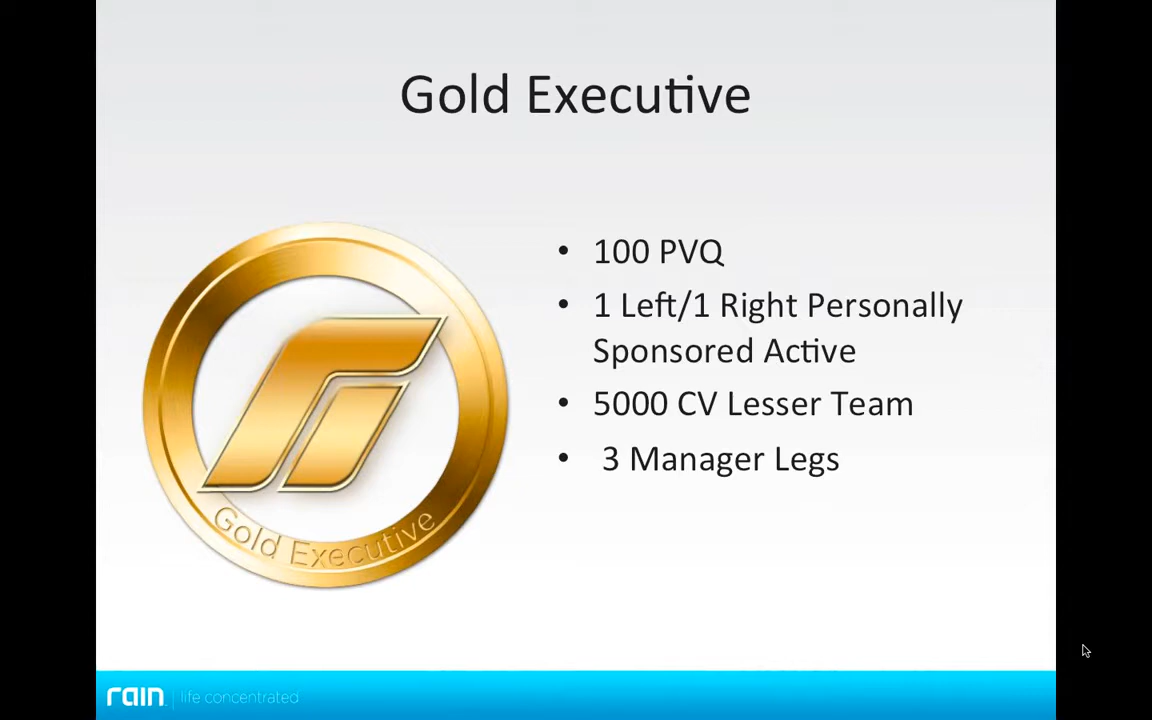 Gold Executive
• 100 PVQ
• 1 Left/1 Right Personally
Sponsored Active
• 5000 CV Lesser Team
• 3 Manager Legs
Gold Executive
rain | life concentrated